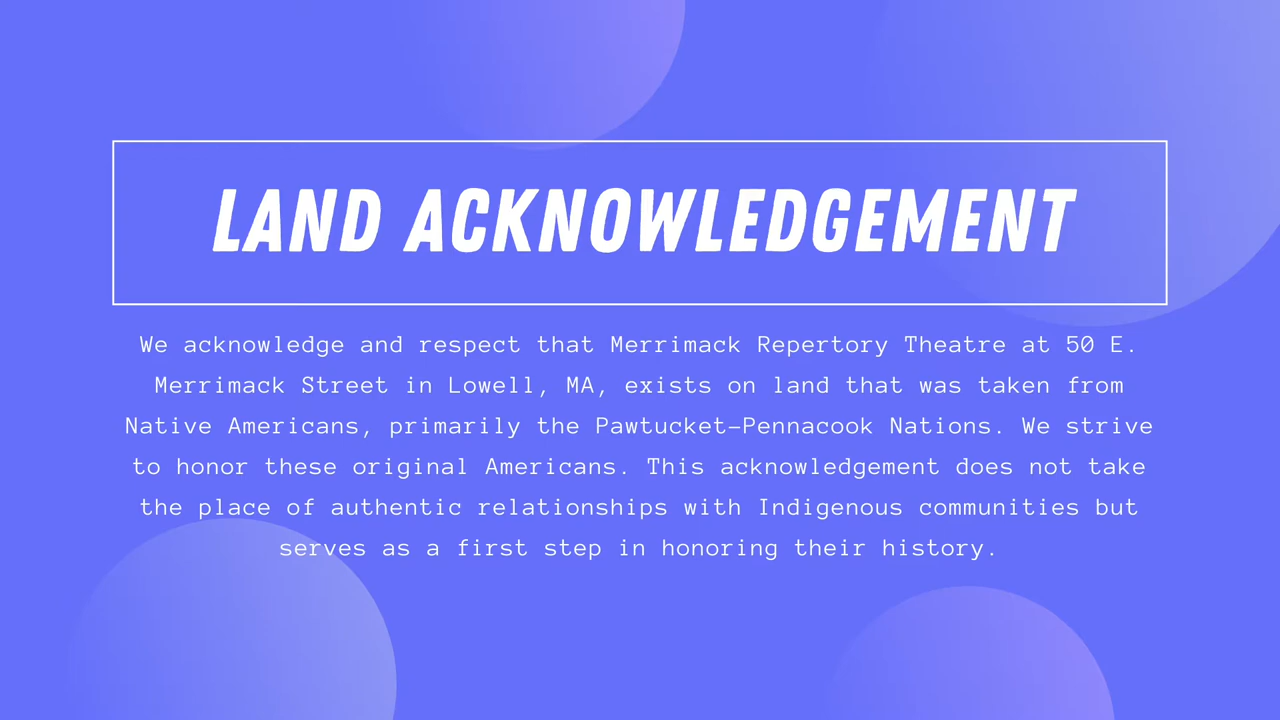 LAND ACKNOWLEDGEMENT
We acknowledge and respect that Merrimack Repertory Theatre at 50 E.
Merrimack Street in Lowell, MA, exists on land that was taken from
Native Americans, primarily the Pawtucket-Pennacook Nations. We strive
to honor these original Americans. This acknowledgement does not take
the place of authentic relationships with Indigenous communities but
serves as a first step in honoring their history.